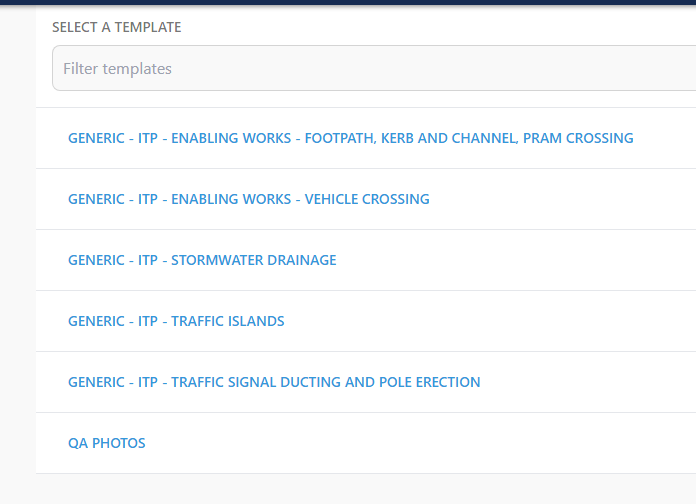 SELECT A TEMPLATE
Filter templates
GENERIC - ITP - ENABLING WORKS - FOOTPATH, KERB AND CHANNEL, PRAM CROSSING
GENERIC - ITP - ENABLING WORKS - VEHICLE CROSSING
GENERIC - ITP - STORMWATER DRAINAGE
GENERIC - ITP - TRAFFIC ISLANDS
GENERIC - ITP - TRAFFIC SIGNAL DUCTING AND POLE ERECTION
QA PHOTOS